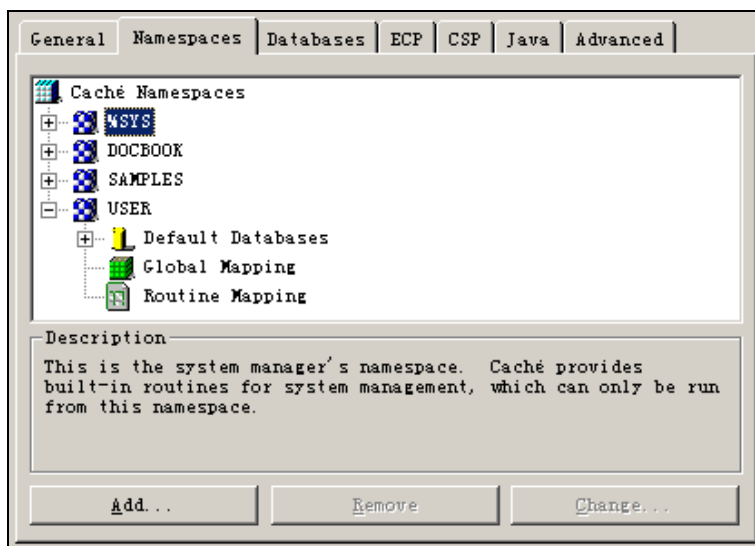 General Namespaces Databases ECP CSP Java Advanced
Caché Namespaces
%SYS
DOCBOOK
SAMPLES
USER
Default Databases
Global Mapping
Routine Mapping
Description
This is the system manager's namespace. Caché provides
built-in routines for system management, which can only be run
from this namespace.
Add... Remove Change...